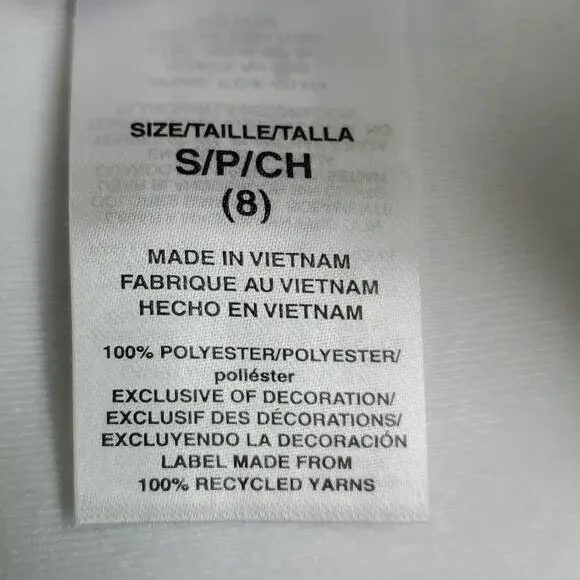 SIZE/TAILLE/TALLA
S/P/CH
(8)
MADE IN VIETNAM
FABRIQUE AU VIETNAM
HECHO EN VIETNAM
100% POLYESTER/POLYESTER/
poliéster
EXCLUSIVE OF DECORATION/
EXCLUSIF DES DÉCORATIONS/
EXCLUYENDO LA DECORACIÓN
LABEL MADE FROM
100% RECYCLED YARNS